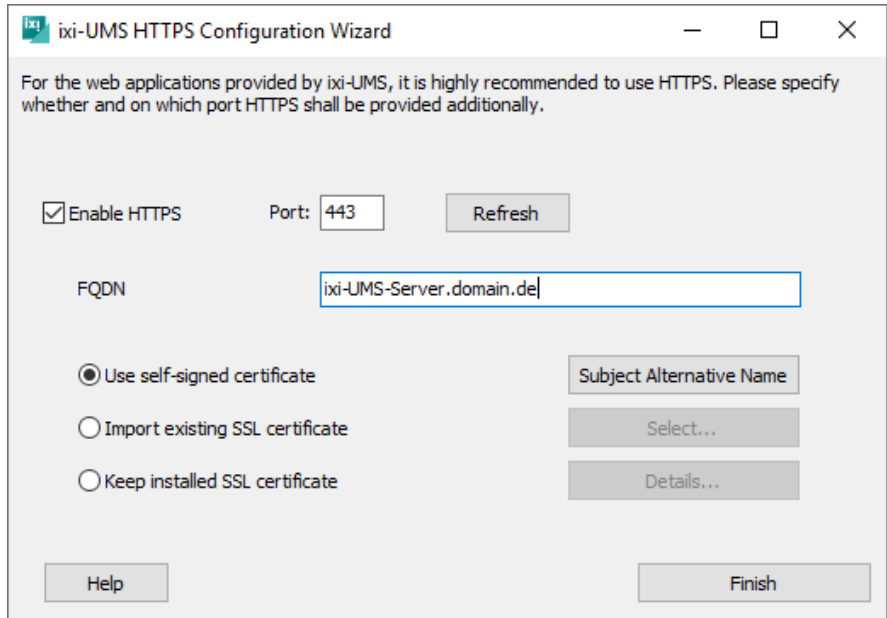 ixi ixi-UMS HTTPS Configuration Wizard
For the web applications provided by ixi-UMS, it is highly recommended to use HTTPS. Please specify
whether and on which port HTTPS shall be provided additionally.
Enable HTTPS Port: 443 Refresh
FQDN ixi-UMS-Server.domain.de
Use self-signed certificate Subject Alternative Name
Import existing SSL certificate Select...
Keep installed SSL certificate Details...
Help Finish